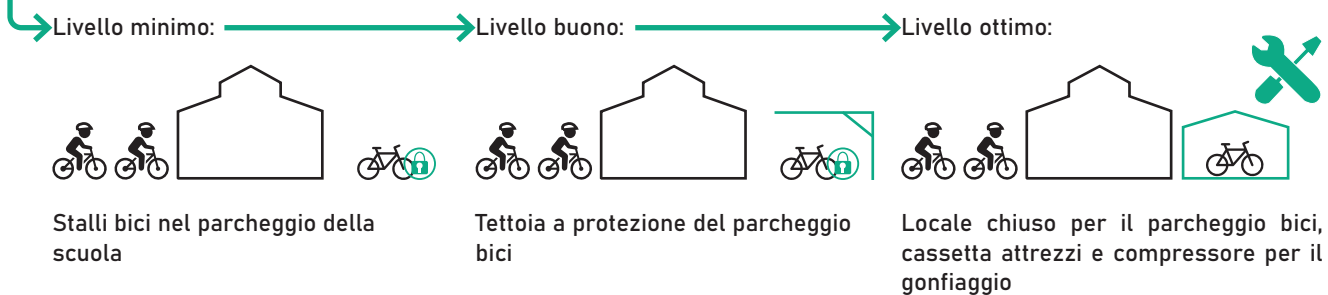 Livello minimo:
Livello buono:
Livello ottimo:
Stalli bici nel parcheggio della
scuola
Tettoia a protezione del parcheggio
bici
Locale chiuso per il parcheggio bici,
cassetta attrezzi e compressore per il
gonfiaggio